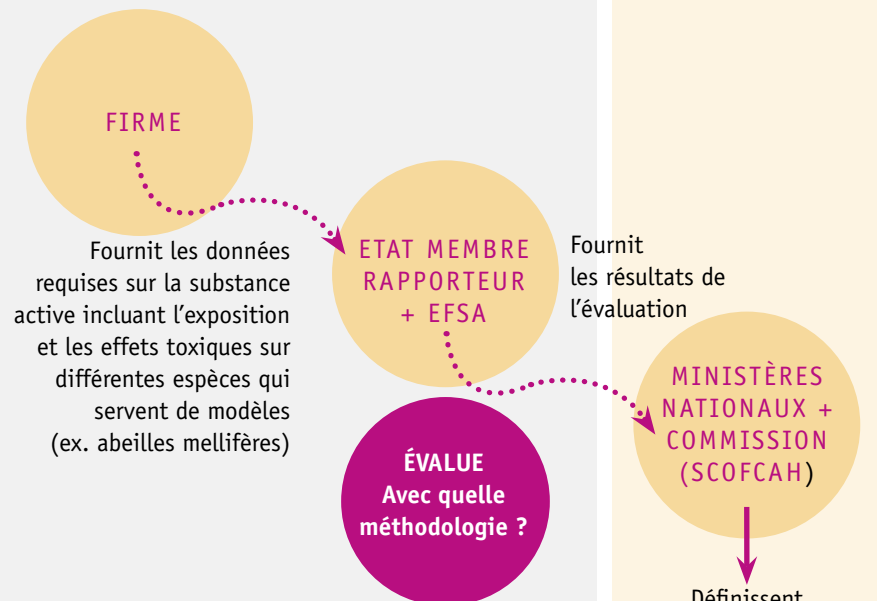 FIRME
Fournit les données
requises sur la substance
active incluant l’exposition
et les effets toxiques sur
différentes espèces qui
servent de modèles
(ex. abeilles mellifères)
ETAT MEMBRE
RAPPORTEUR
+ EFSA
ÉVALUE
Avec quelle
méthodologie ?
Fournit
les résultats de
l’évaluation
MINISTÈRES
NATIONAUX +
COMMISSION
(SCOFCAH)
Définissent